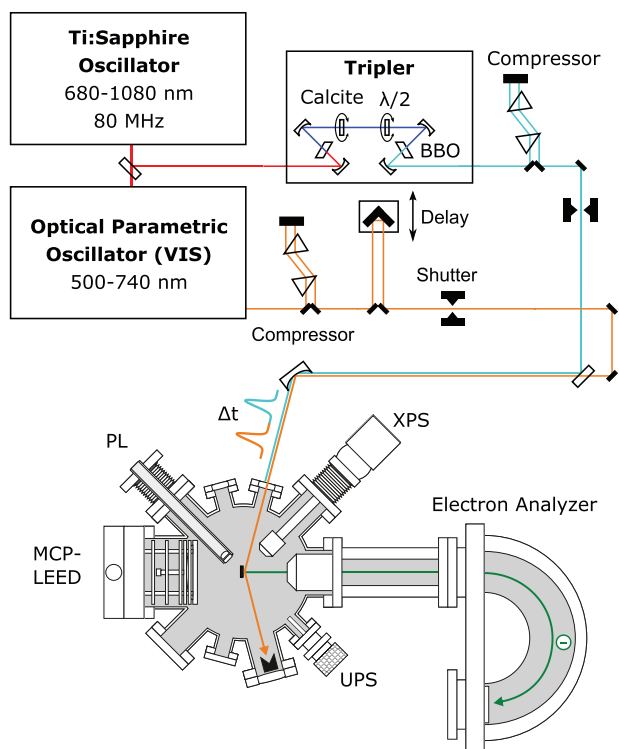 Ti:Sapphire
Oscillator
680-1080 nm
80 MHz
Tripler
Calcite
λ/2
BBO
Compressor
Optical Parametric
Oscillator (VIS)
500-740 nm
Delay
Shutter
Compressor
Δt
XPS
PL
Electron Analyzer
MCP-
LEED
UPS